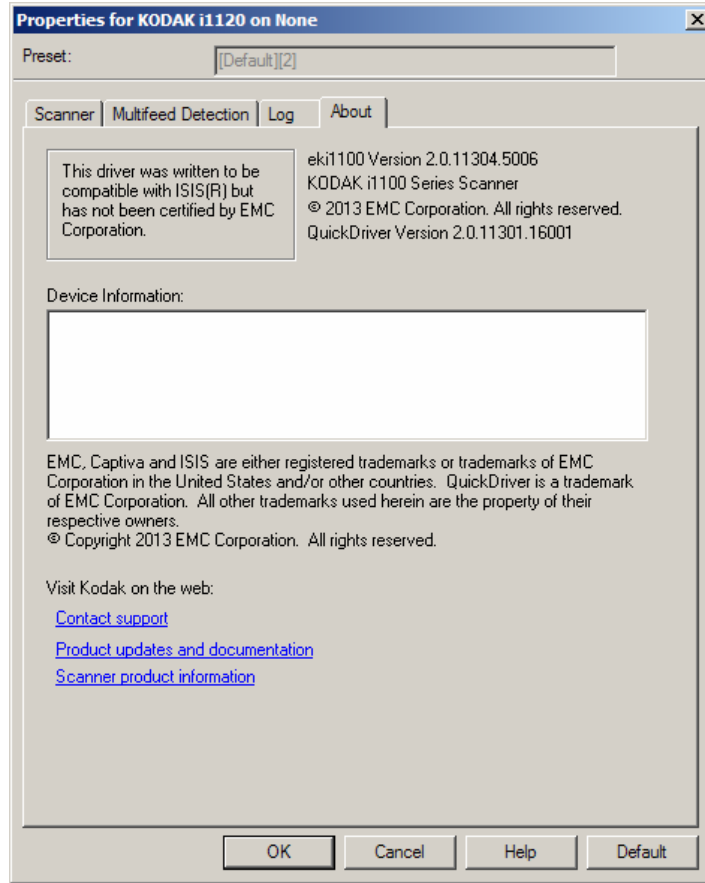 Properties for KODAK i1120 on None
Preset:
[Default][2]
Scanner
Multifeed Detection
Log
About
This driver was written to be
compatible with ISIS(R) but
has not been certified by EMC
Corporation.
eki1100 Version 2.0.11304.5006
KODAK i1100 Series Scanner
© 2013 EMC Corporation. All rights reserved.
QuickDriver Version 2.0.11301.16001
Device Information:
EMC, Captiva and ISIS are either registered trademarks or trademarks of EMC
Corporation in the United States and/or other countries.  QuickDriver is a trademark
of EMC Corporation.  All other trademarks used herein are the property of their
respective owners.
© Copyright 2013 EMC Corporation.  All rights reserved.
Visit Kodak on the web:
Contact support
Product updates and documentation
Scanner product information
OK
Cancel
Help
Default